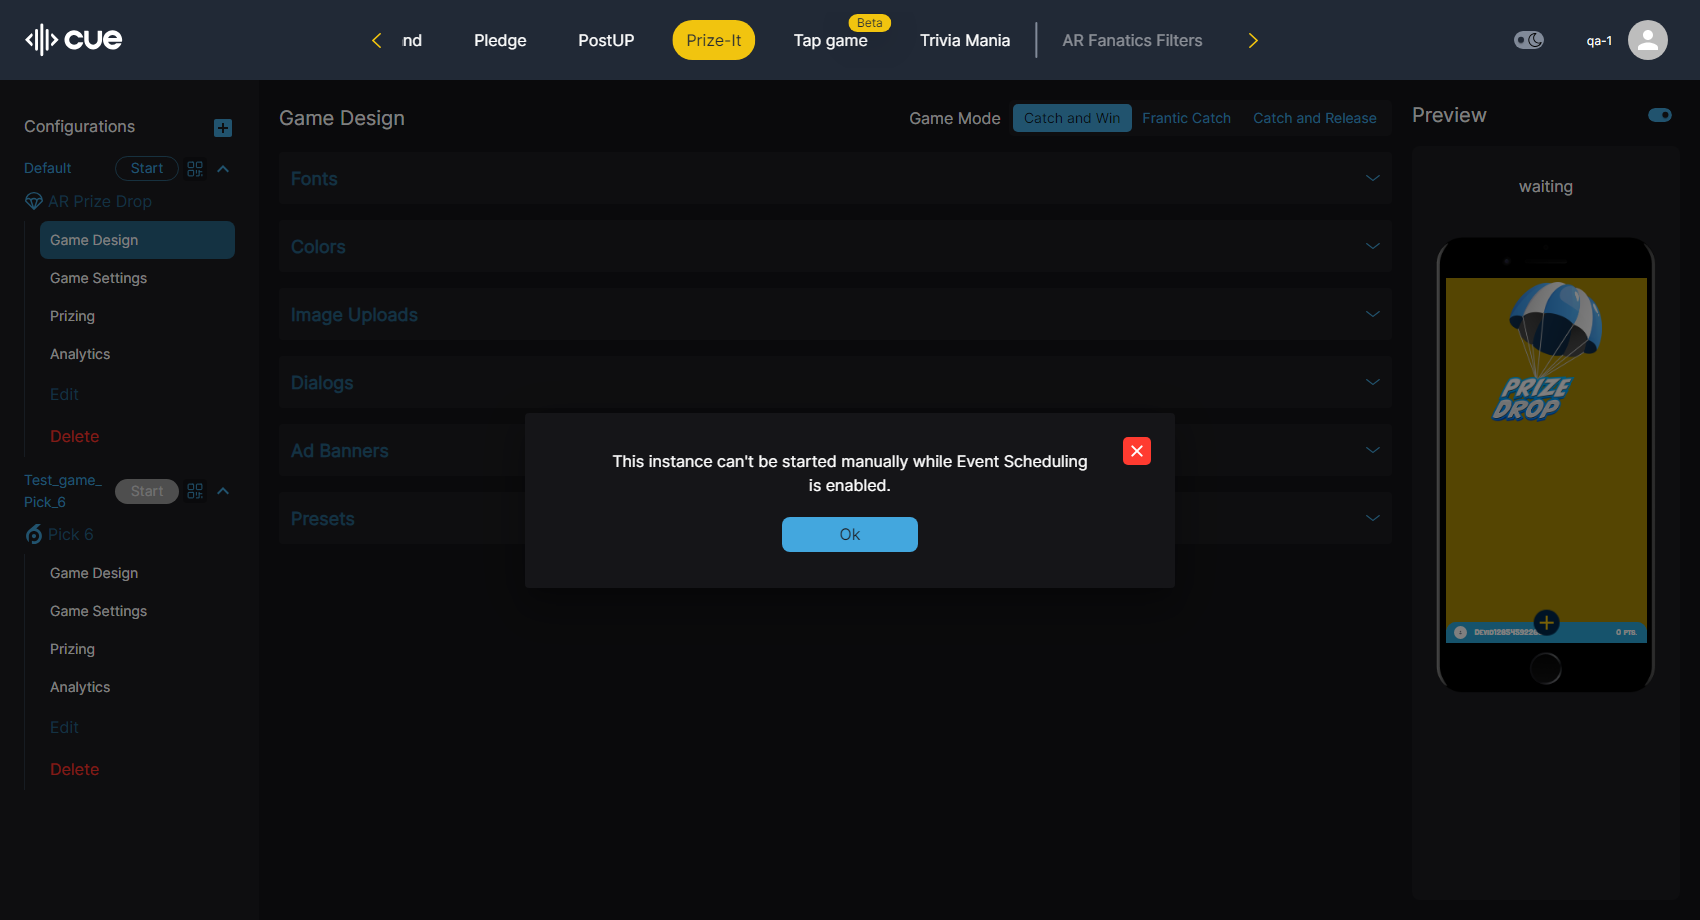 cue
nd
Pledge
PostUP
Prize-It
Beta
Tap game
Trivia Mania
AR Fanatics Filters
qa-1
Configurations
Default
Start
AR Prize Drop
Game Design
Game Settings
Prizing
Analytics
Edit
Delete
Test_game_
Pick_6
Start
Pick 6
Game Design
Game Settings
Prizing
Analytics
Edit
Delete
Game Design
Game Mode
Catch and Win
Frantic Catch
Catch and Release
Fonts
Colors
Image Uploads
Dialogs
Ad Banners
Presets
This instance can't be started manually while Event Scheduling
is enabled.
Ok
Preview
waiting
PRIZE
DROP
0 PTS.